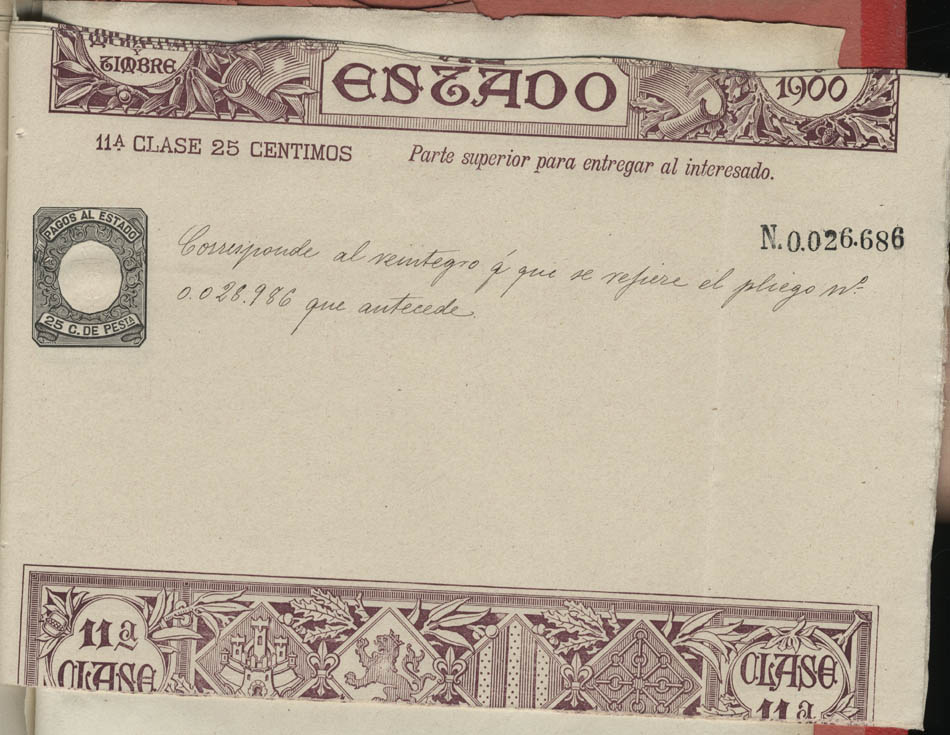 Y
TIMBRE
ESTADO
1900
11ª CLASE 25 CENTIMOS
Parte superior para entregar al interesado.
PAGOS AL ESTADO
25 C. DE PESTA
N.0.026.686
Corresponde al reintegro á que se refiere el pliego nº
0.028.986 que antecede.
11ª
CLASE
CLASE
11ª